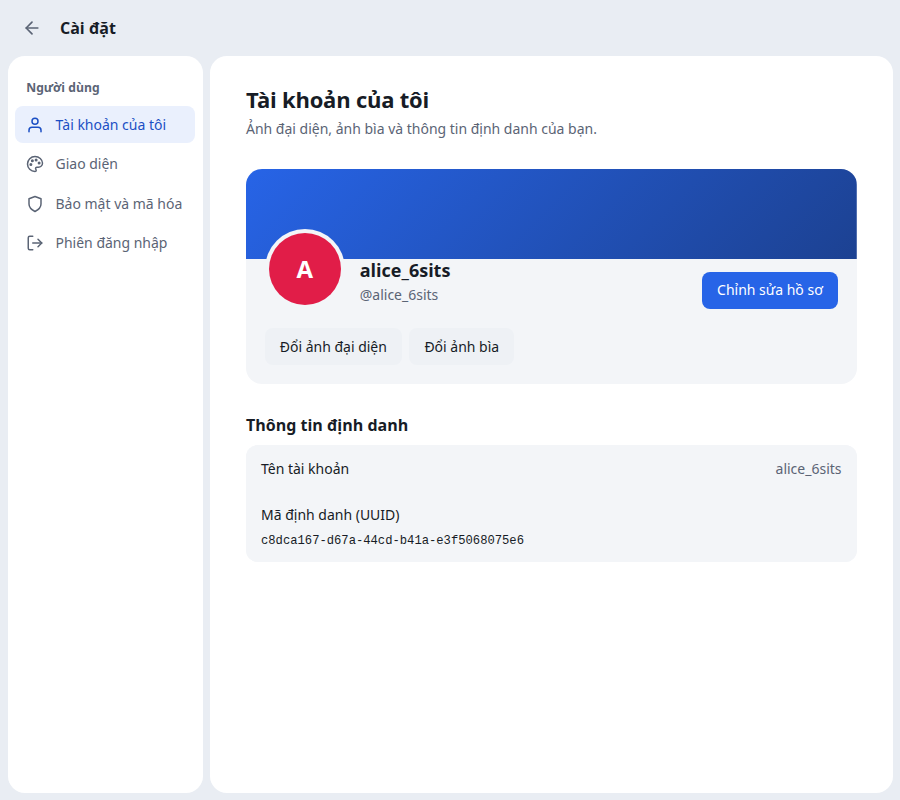 Cài đặt
Người dùng
Tài khoản của tôi
Giao diện
Bảo mật và mã hóa
Phiên đăng nhập
Tài khoản của tôi
Ảnh đại diện, ảnh bìa và thông tin định danh của bạn.
A
alice_6sits
@alice_6sits
Chỉnh sửa hồ sơ
Đổi ảnh đại diện
Đổi ảnh bìa
Thông tin định danh
Tên tài khoản
alice_6sits
Mã định danh (UUID)
c8dca167-d67a-44cd-b41a-e3f5068075e6